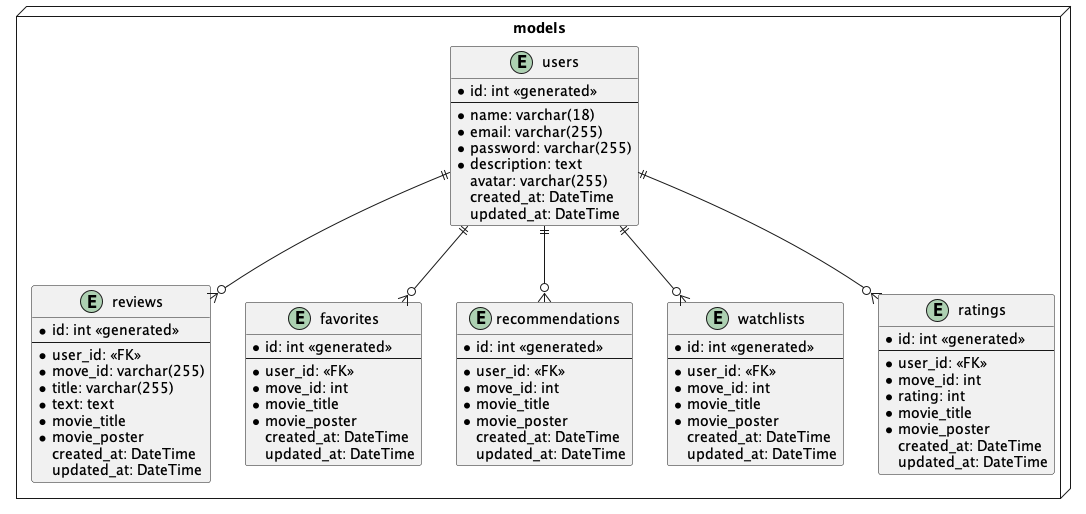 models
E users
* id: int «generated»
* name: varchar(18)
* email: varchar(255)
* password: varchar(255)
* description: text
avatar: varchar(255)
created_at: DateTime
updated_at: DateTime
E reviews
* id: int «generated»
* user_id: «FK»
* move_id: varchar(255)
* title: varchar(255)
* text: text
* movie_title
* movie_poster
created_at: DateTime
updated_at: DateTime
E favorites
* id: int «generated»
* user_id: «FK»
* move_id: int
* movie_title
* movie_poster
created_at: DateTime
updated_at: DateTime
E recommendations
* id: int «generated»
* user_id: «FK»
* move_id: int
* movie_title
* movie_poster
created_at: DateTime
updated_at: DateTime
E watchlists
* id: int «generated»
* user_id: «FK»
* move_id: int
* movie_title
* movie_poster
created_at: DateTime
updated_at: DateTime
E ratings
* id: int «generated»
* user_id: «FK»
* move_id: int
* rating: int
* movie_title
* movie_poster
created_at: DateTime
updated_at: DateTime